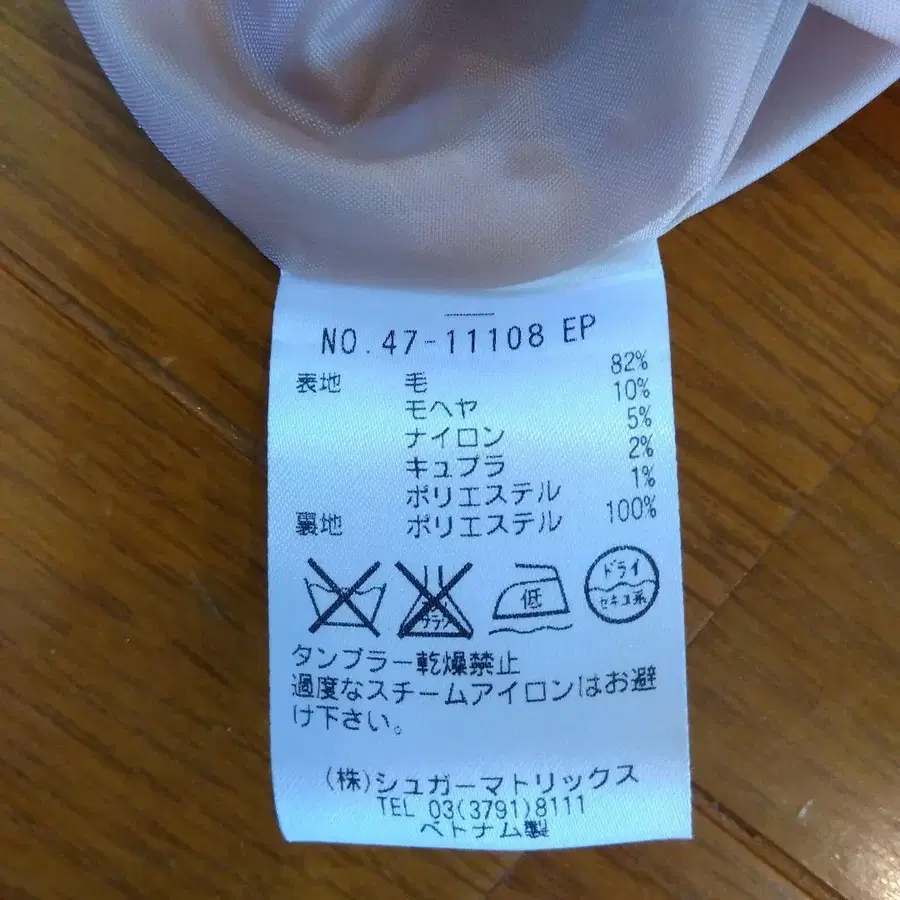 NO.47-11108 EP
表地 毛 82%
モヘヤ 10%
ナイロン 5%
キュプラ 2%
ポリエステル 1%
裏地 ポリエステル 100%
低
ドライ
セキユ系
タンブラー乾燥禁止
過度なスチームアイロンはお避
け下さい。
(株)シュガーマトリックス
TEL 03(3791)8111
ベトナム製